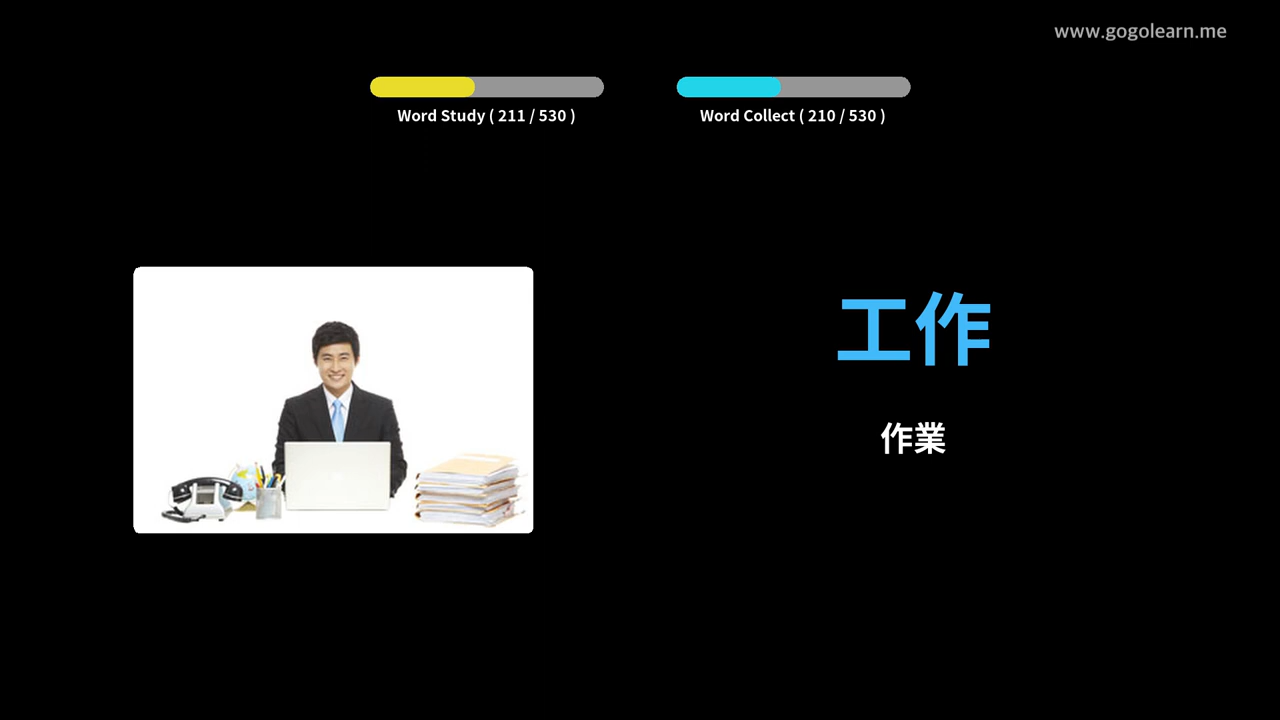 www.gogolearn.me
Word Study ( 211 / 530 )
Word Collect ( 210 / 530 )
工作
作業